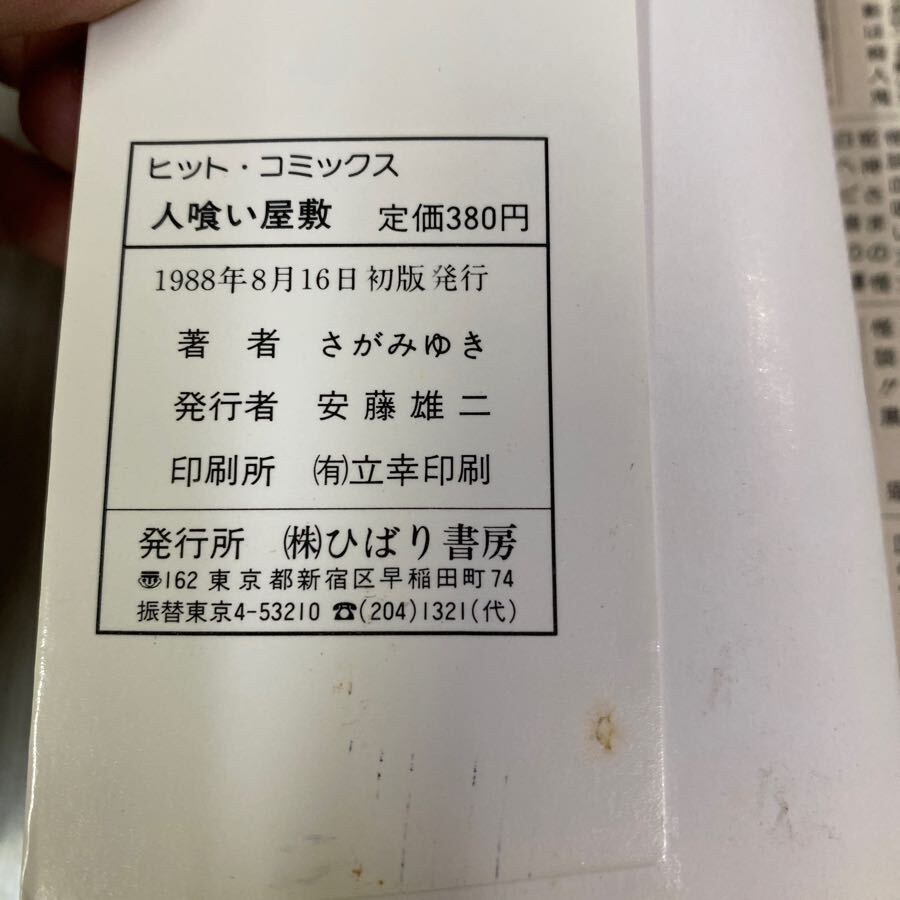 ヒット・コミックス
人喰い屋敷 定価380円
1988年8月16日初版発行
著者 さがみゆき
発行者 安藤雄二
印刷所 ㈲立幸印刷
発行所 ㈱ひばり書房
〠162 東京都新宿区早稲田町74
振替東京4-53210 ☎(204)1321(代)